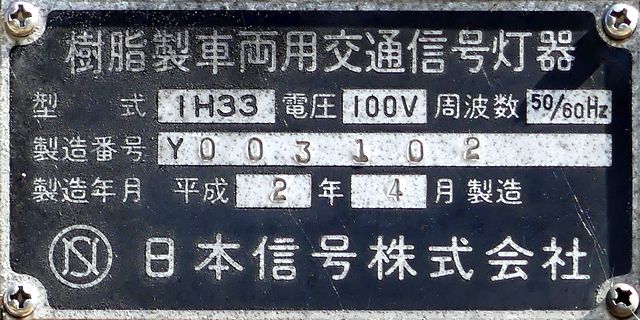 樹脂製車両用交通信号灯器
型 式 1H33 電圧 100V 周波数 50/60Hz
製造番号 Y003102
製造年月 平成 2 年 4 月 製造
NS 日本信号株式会社